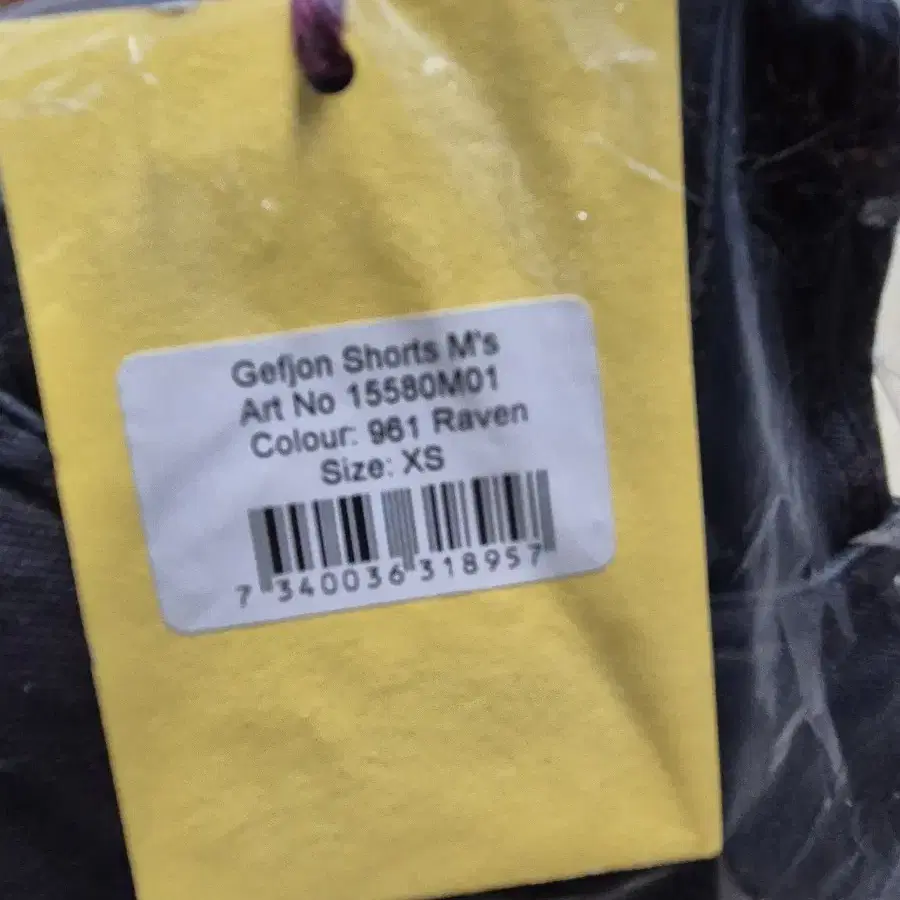 Gefjon Shorts M's
Art No 15580M01
Colour: 961 Raven
Size: XS
7 340036 318957